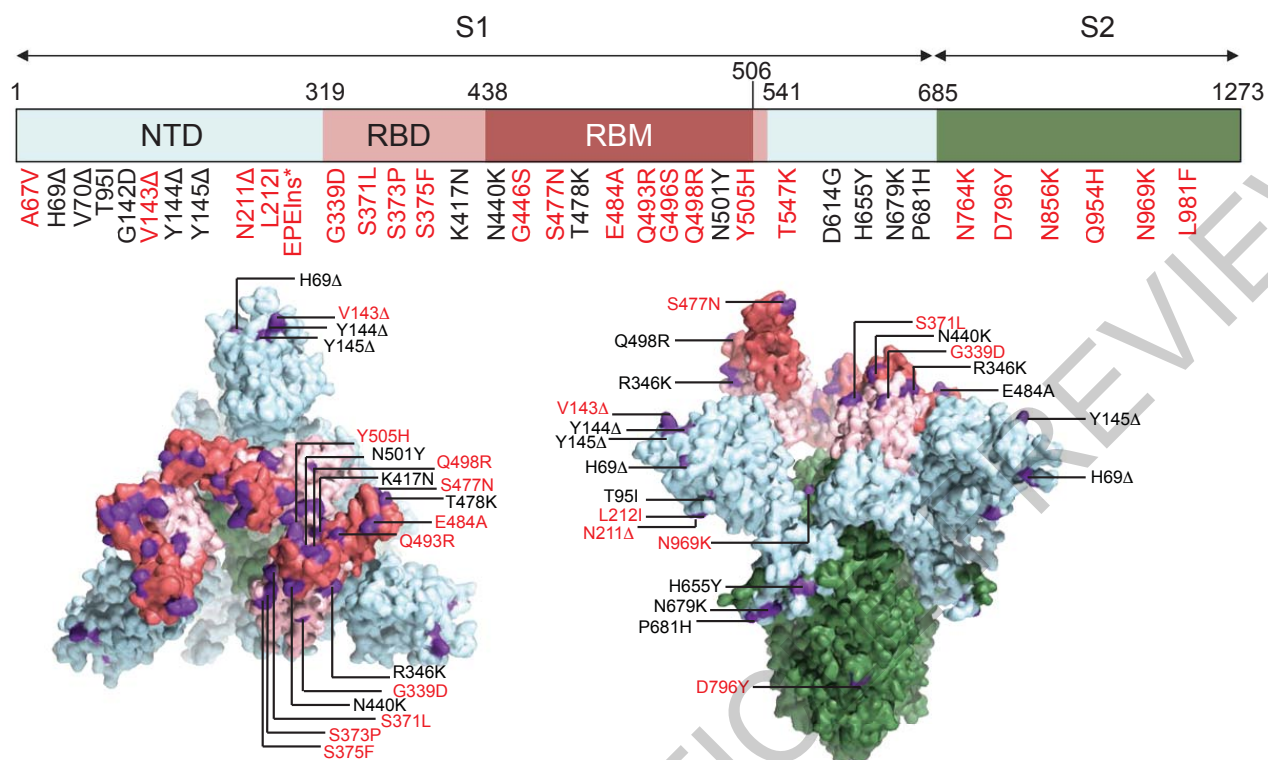 S1
S2
1
319
438
506
541
685
1273
NTD
RBD
RBM
A67V
H69Δ
V70Δ
T95I
G142D
V143Δ
Y144Δ
Y145Δ
N211Δ
L212I
EPEIns*
G339D
S371L
S373P
S375F
K417N
N440K
G446S
S477N
T478K
E484A
Q493R
G496S
Q498R
N501Y
Y505H
T547K
D614G
H655Y
N679K
P681H
N764K
D796Y
N856K
Q954H
N969K
L981F
H69Δ
V143Δ
Y144Δ
Y145Δ
Y505H
N501Y
Q498R
K417N
S477N
T478K
E484A
Q493R
R346K
G339D
N440K
S371L
S373P
S375F
S477N
Q498R
R346K
V143Δ
Y144Δ
Y145Δ
H69Δ
T95I
L212I
N211Δ
N969K
H655Y
N679K
P681H
D796Y
S371L
N440K
G339D
R346K
E484A
Y145Δ
H69Δ
REVIEW